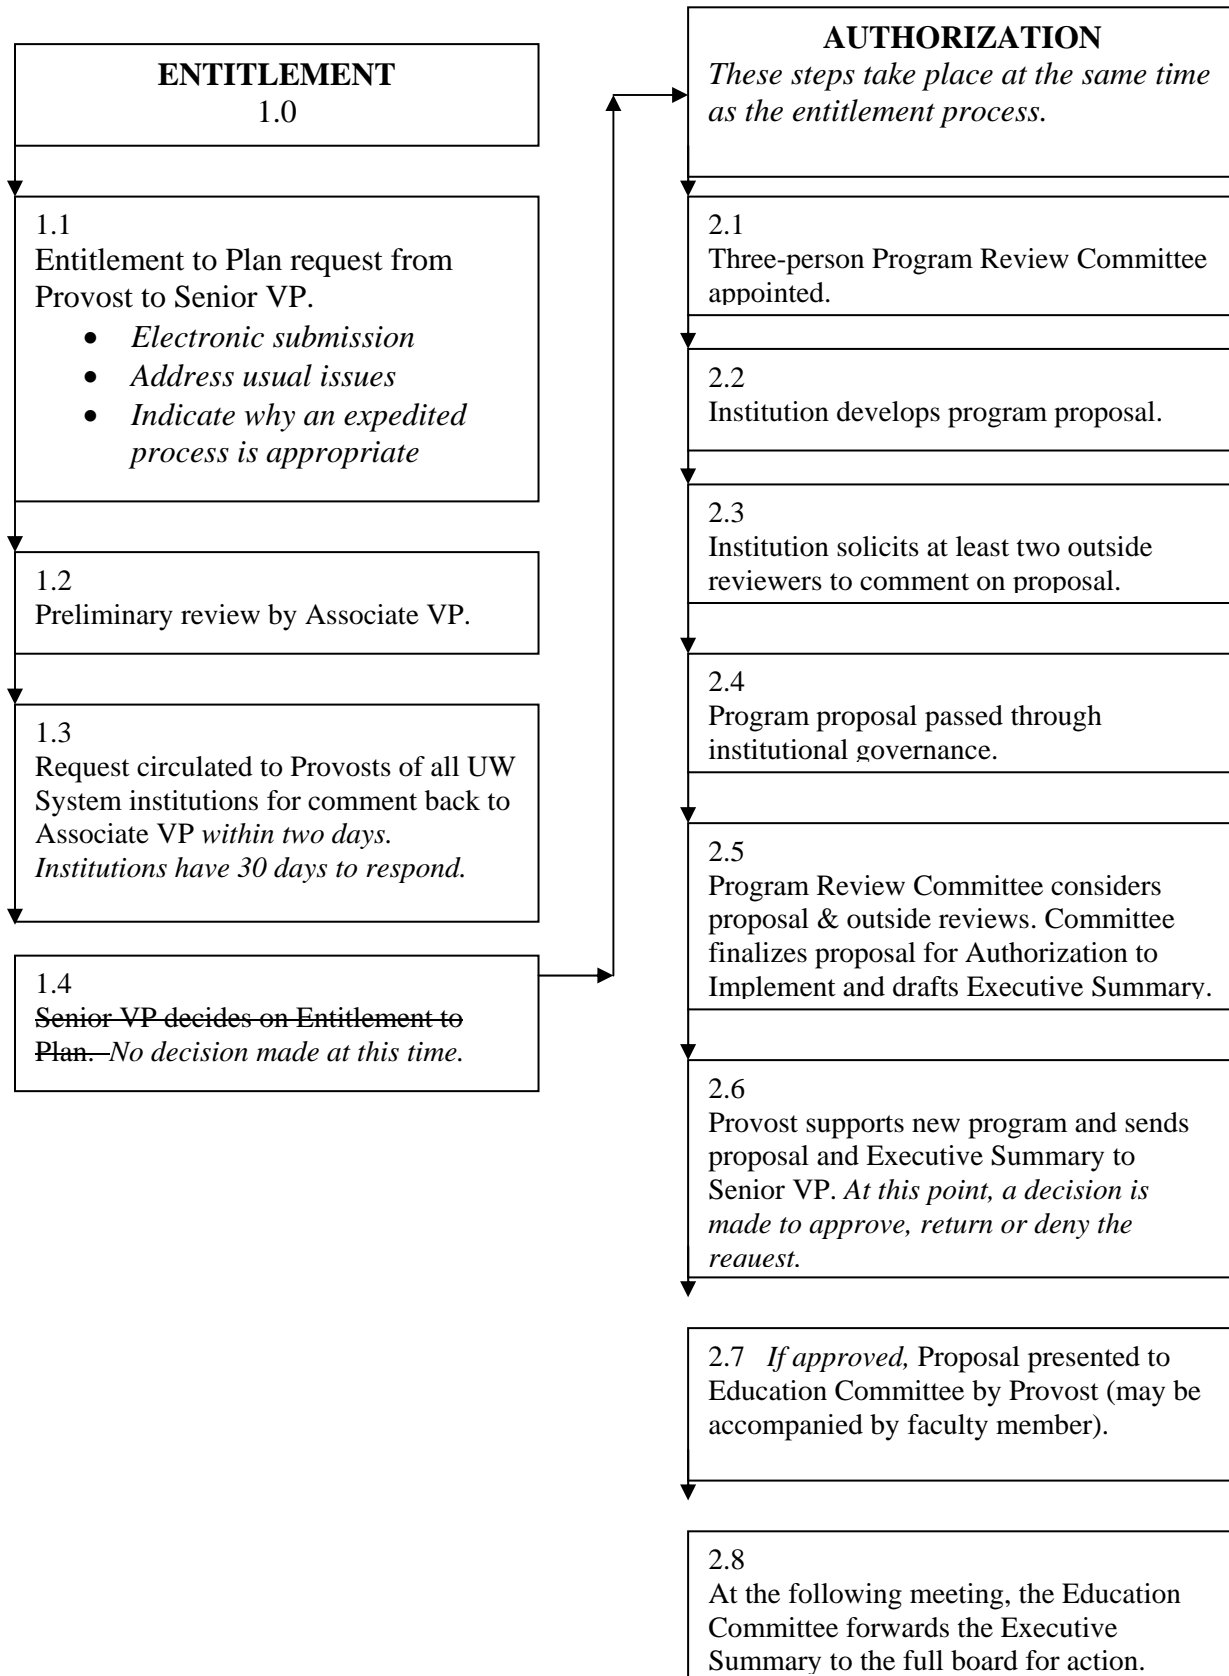 ENTITLEMENT
1.0
1.1
Entitlement to Plan request from
Provost to Senior VP.
• Electronic submission
• Address usual issues
• Indicate why an expedited
process is appropriate
1.2
Preliminary review by Associate VP.
1.3
Request circulated to Provosts of all UW
System institutions for comment back to
Associate VP within two days.
Institutions have 30 days to respond.
1.4
Senior VP decides on Entitlement to
Plan. No decision made at this time.
AUTHORIZATION
These steps take place at the same time
as the entitlement process.
2.1
Three-person Program Review Committee
appointed.
2.2
Institution develops program proposal.
2.3
Institution solicits at least two outside
reviewers to comment on proposal.
2.4
Program proposal passed through
institutional governance.
2.5
Program Review Committee considers
proposal & outside reviews. Committee
finalizes proposal for Authorization to
Implement and drafts Executive Summary.
2.6
Provost supports new program and sends
proposal and Executive Summary to
Senior VP. At this point, a decision is
made to approve, return or deny the
request.
2.7 If approved, Proposal presented to
Education Committee by Provost (may be
accompanied by faculty member).
2.8
At the following meeting, the Education
Committee forwards the Executive
Summary to the full board for action.